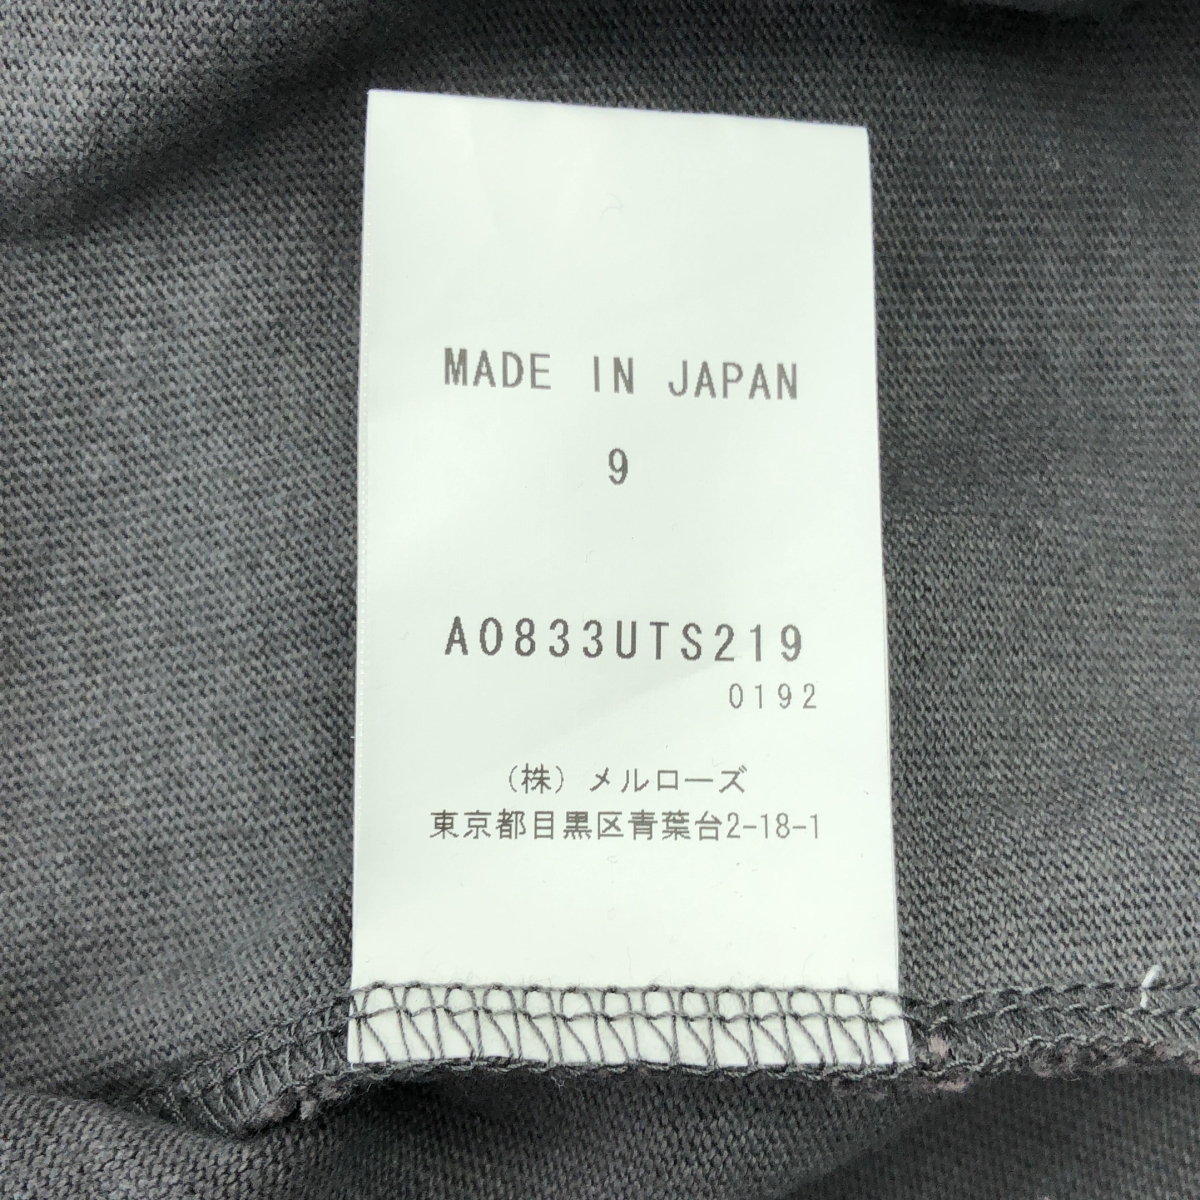 MADE IN JAPAN
9
A0833UTS219
0192
（株）メルローズ
東京都目黒区青葉台2-18-1